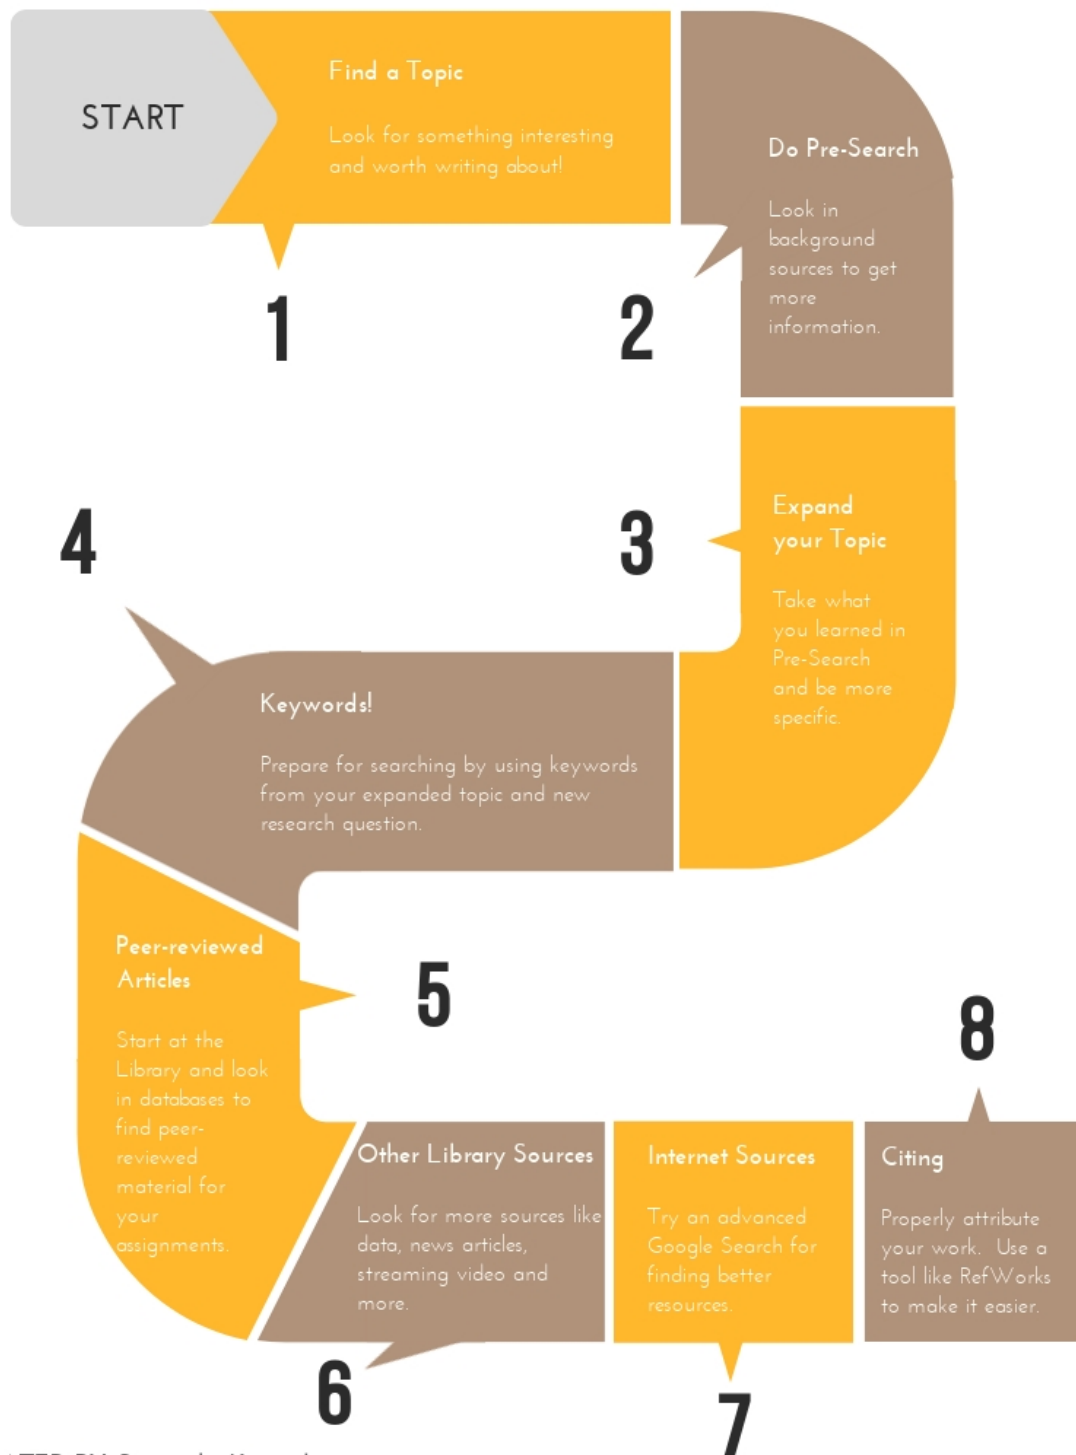 START
Find a Topic
Look for something interesting
and worth writing about!
1
Do Pre-Search
Look in
background
sources to get
more
information.
2
Expand
your Topic
Take what
you learned in
Pre-Search
and be more
specific.
3
4
Keywords!
Prepare for searching by using keywords
from your expanded topic and new
research question.
Peer-reviewed
Articles
Start at the
Library and look
in databases to
find peer-
reviewed
material for
your
assignments.
5
Other Library Sources
Look for more sources like
data, news articles,
streaming video and
more.
6
Internet Sources
Try an advanced
Google Search for
finding better
resources.
7
8
Citing
Properly attribute
your work.  Use a
tool like RefWorks
to make it easier.